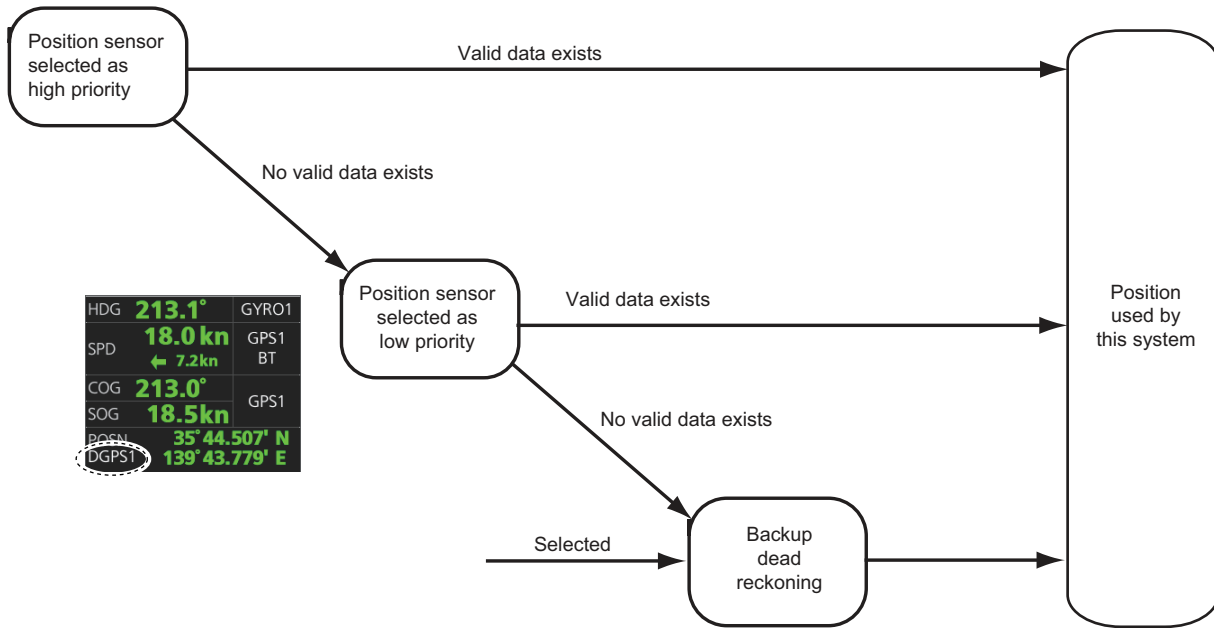 Position sensor
selected as
high priority
Valid data exists
No valid data exists
Position sensor
selected as
low priority
Valid data exists
Position
used by
this system
HDG 213.1° GYRO1
SPD 18.0 kn GPS1
7.2kn BT
COG 213.0° GPS1
SOG 18.5kn
POSN 35°44.507' N
DGPS1 139°43.779' E
No valid data exists
Selected
Backup
dead
reckoning